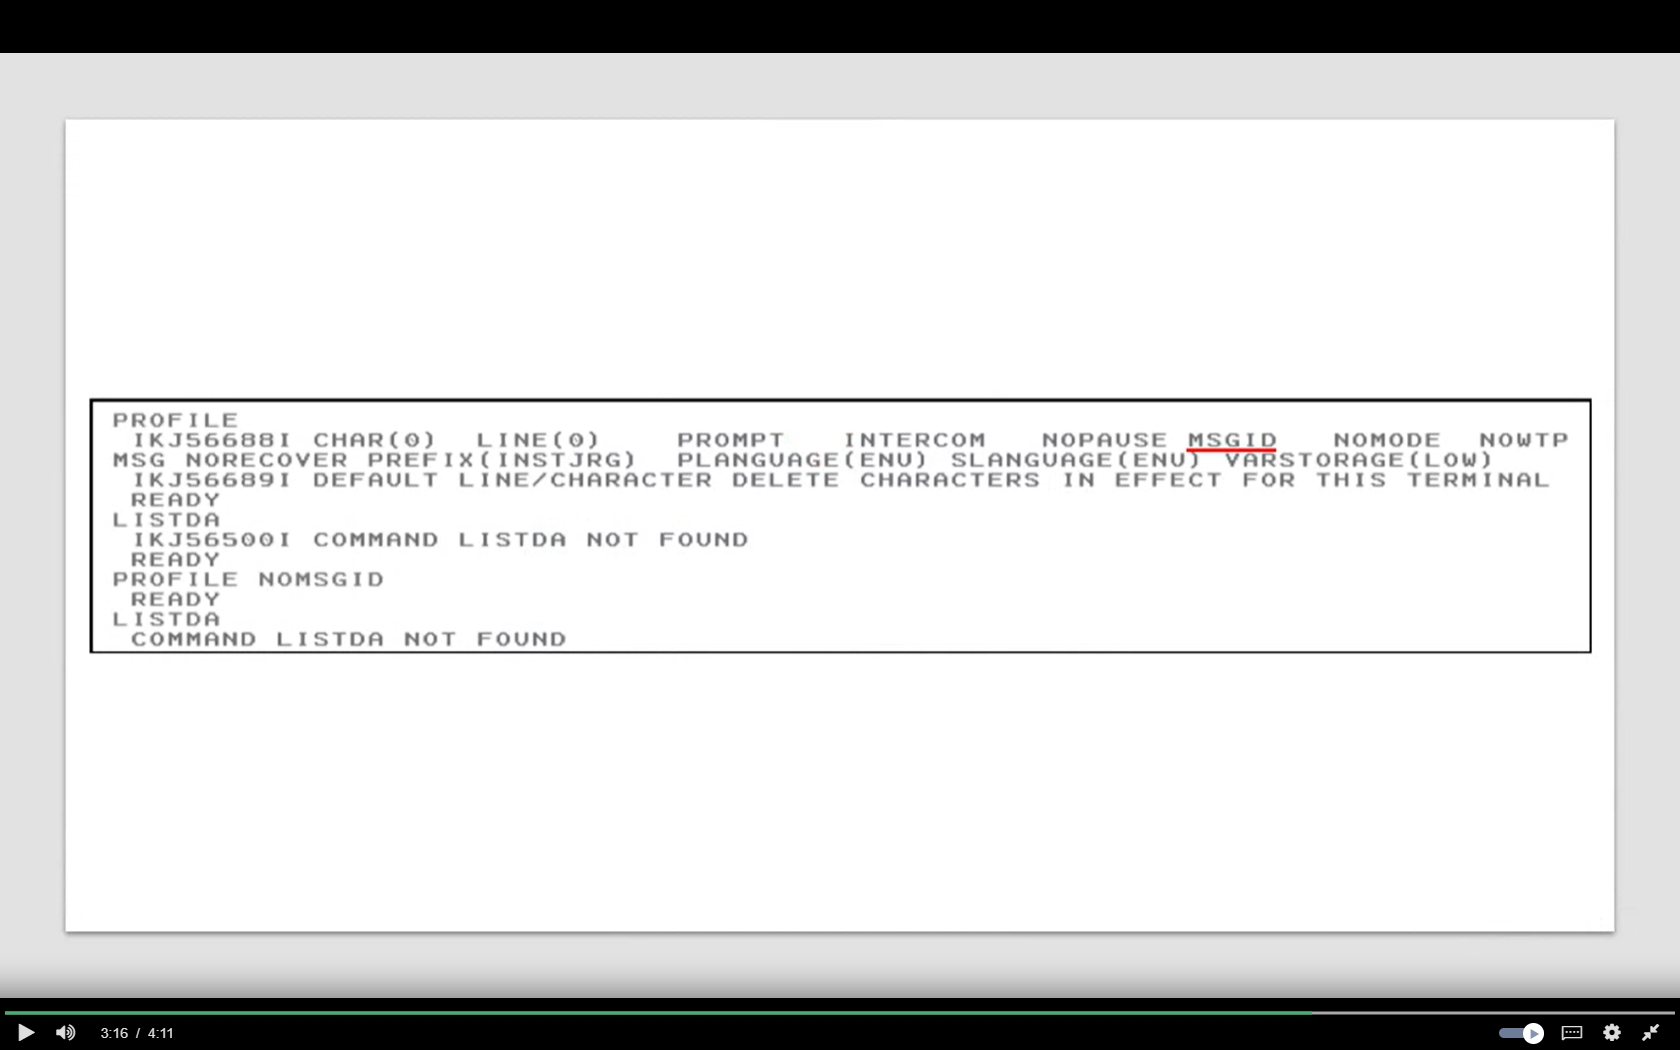 PROFILE
IKJ56688I CHAR(0) LINE(0) PROMPT INTERCOM NOPAUSE MSGID NOMODE NOWTP
MSG NORECOVER PREFIX(INSTJRG) PLANGUAGE(ENU) SLANGUAGE(ENU) VARSTORAGE(LOW)
IKJ56689I DEFAULT LINE/CHARACTER DELETE CHARACTERS IN EFFECT FOR THIS TERMINAL
READY
LISTDA
IKJ56500I COMMAND LISTDA NOT FOUND
READY
PROFILE NOMSGID
READY
LISTDA
COMMAND LISTDA NOT FOUND
3:16 / 4:11